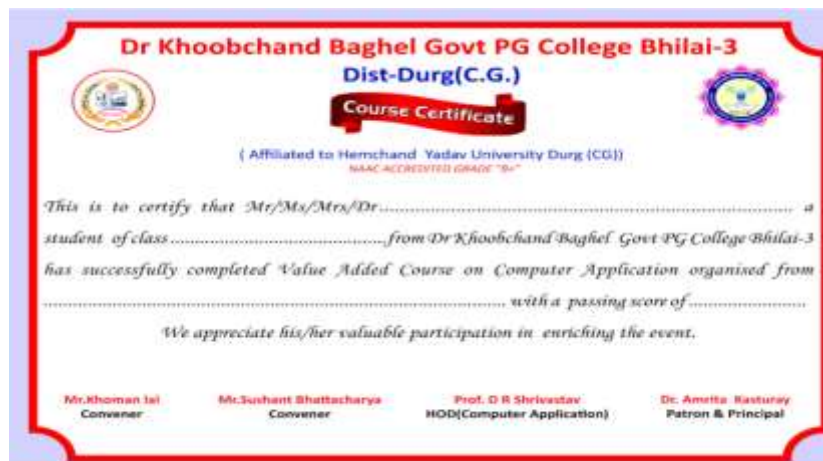 Dr Khoobchand Baghel Govt PG College Bhilai-3
Dist-Durg(C.G.)
Course Certificate
( Affiliated to Hemchand Yadav University Durg (CG))
NAAC ACCREDITED GRADE "B+"
This is to certify that Mr/Ms/Mrs/Dr.................................................................................... a
student of class...........................................from Dr Khoobchand Baghel Govt PG College Bhilai-3
has successfully completed Value Added Course on Computer Application organised from
............................................................................................... with a passing score of ........................
We appreciate his/her valuable participation in enriching the event.
Mr.Khoman lal Mr.Sushant Bhattacharya Prof. D R Shrivastav Dr. Amrita Kasturay
Convener Convener HOD(Computer Application) Patron & Principal